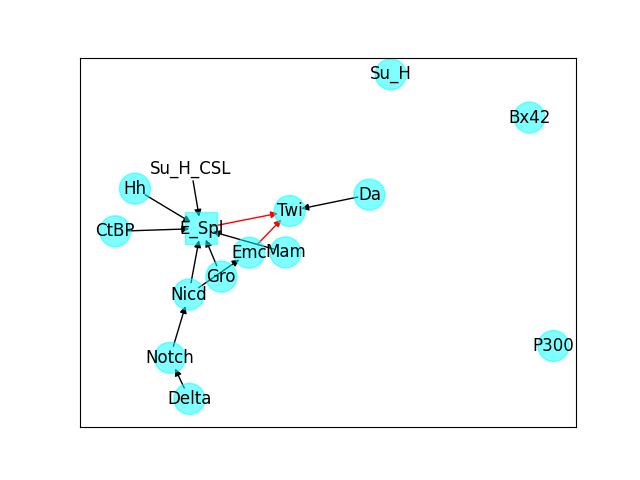 Su_H
Bx42
Su_H_CSL
Hh
Da
Twi
E_Spl
CtBP
Emc
Mam
Gro
Nicd
P300
Notch
Delta